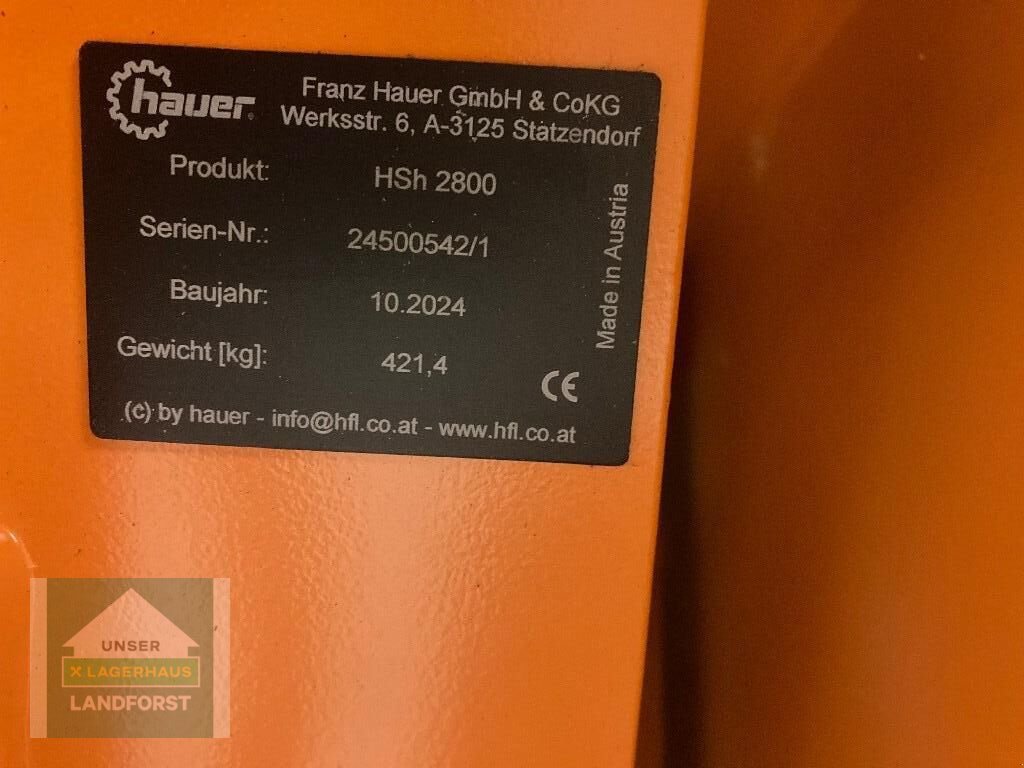 hauer®
Franz Hauer GmbH & CoKG
Werksstr. 6, A-3125 Statzendorf
Produkt: HSh 2800
Serien-Nr.: 24500542/1
Baujahr: 10.2024
Gewicht [kg]: 421,4
Made in Austria
CE
(c) by hauer - info@hfl.co.at - www.hfl.co.at
UNSER
X LAGERHAUS
LANDFORST